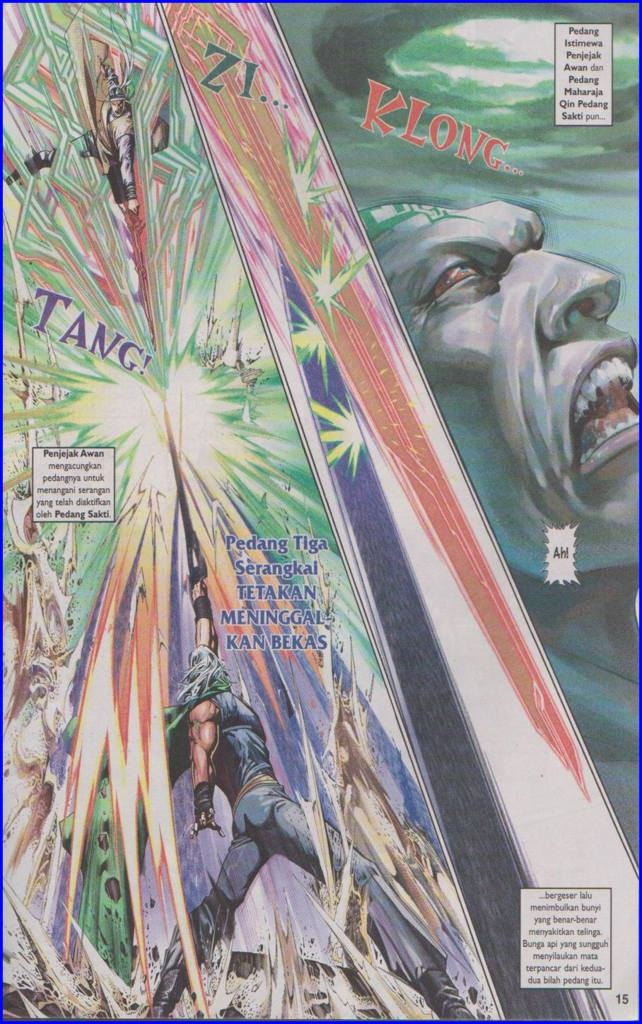 TANG!
Penjejak Awan
mengacungkan
pedangnya untuk
menangani serangan
yang telah diaktifkan
oleh Pedang Sakti.
Pedang Tiga
Serangkai
TETAKAN
MENINGGAL-
KAN BEKAS
ZI...
KLONG...
Pedang
Istimewa
Penjejak
Awan dan
Pedang
Maharaja
Qin Pedang
Sakti pun...
Ah!
...bergeser lalu
menimbulkan bunyi
yang benar-benar
menyakitkan telinga.
Bunga api yang sungguh
menyilaukan mata
terpancar dari kedua-
dua bilah pedang itu.
15